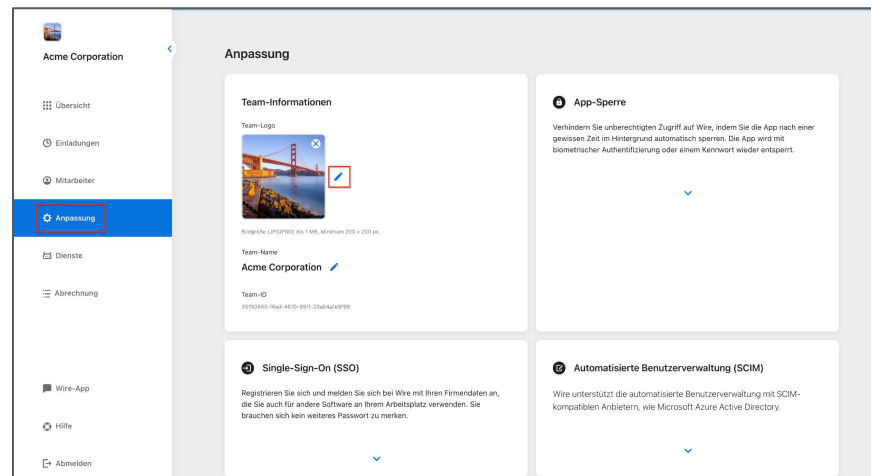 Acme Corporation
Übersicht
Einladungen
Mitarbeiter
Anpassung
Dienste
Abrechnung
Wire-App
Hilfe
Abmelden
Anpassung
Team-Informationen
Team-Logo
Bildgröße (JPG/PNG) bis 1 MB, Minimum 200 x 200 px.
Team-Name
Acme Corporation
Team-ID
App-Sperre
Verhindern Sie unberechtigten Zugriff auf Wire, indem Sie die App nach einer
gewissen Zeit im Hintergrund automatisch sperren. Die App wird mit
biometrischer Authentifizierung oder einem Kennwort wieder entsperrt.
Single-Sign-On (SSO)
Registrieren Sie sich und melden Sie sich bei Wire mit Ihren Firmendaten an,
die Sie auch für andere Software an Ihrem Arbeitsplatz verwenden. Sie
brauchen sich kein weiteres Passwort zu merken.
Automatisierte Benutzerverwaltung (SCIM)
Wire unterstützt die automatisierte Benutzerverwaltung mit SCIM-
kompatiblen Anbietern, wie Microsoft Azure Active Directory.